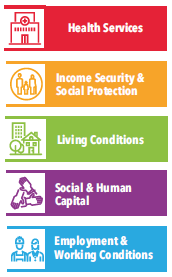 Health Services
Income Security &
Social Protection
Living Conditions
Social & Human
Capital
Employment &
Working Conditions